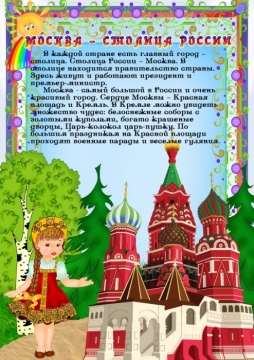 МОСКВА – СТОЛИЦА РОССИИ
В каждой стране есть главный город –
столица. Столица России – Москва. В
столице находится правительство страны.
Здесь живут и работают президент и
премьер-министр.
Москва - самый большой в России и очень
красивый город. Сердце Москвы – Красная
площадь и Кремль. В Кремле можно увидеть
множество чудес: белоснежные соборы с
золотыми куполами, богато крашеные
дворцы, Царь-колокол царь-пушку. По
большим праздникам на Красной площади
проходят военные парады и веселые гуляния.